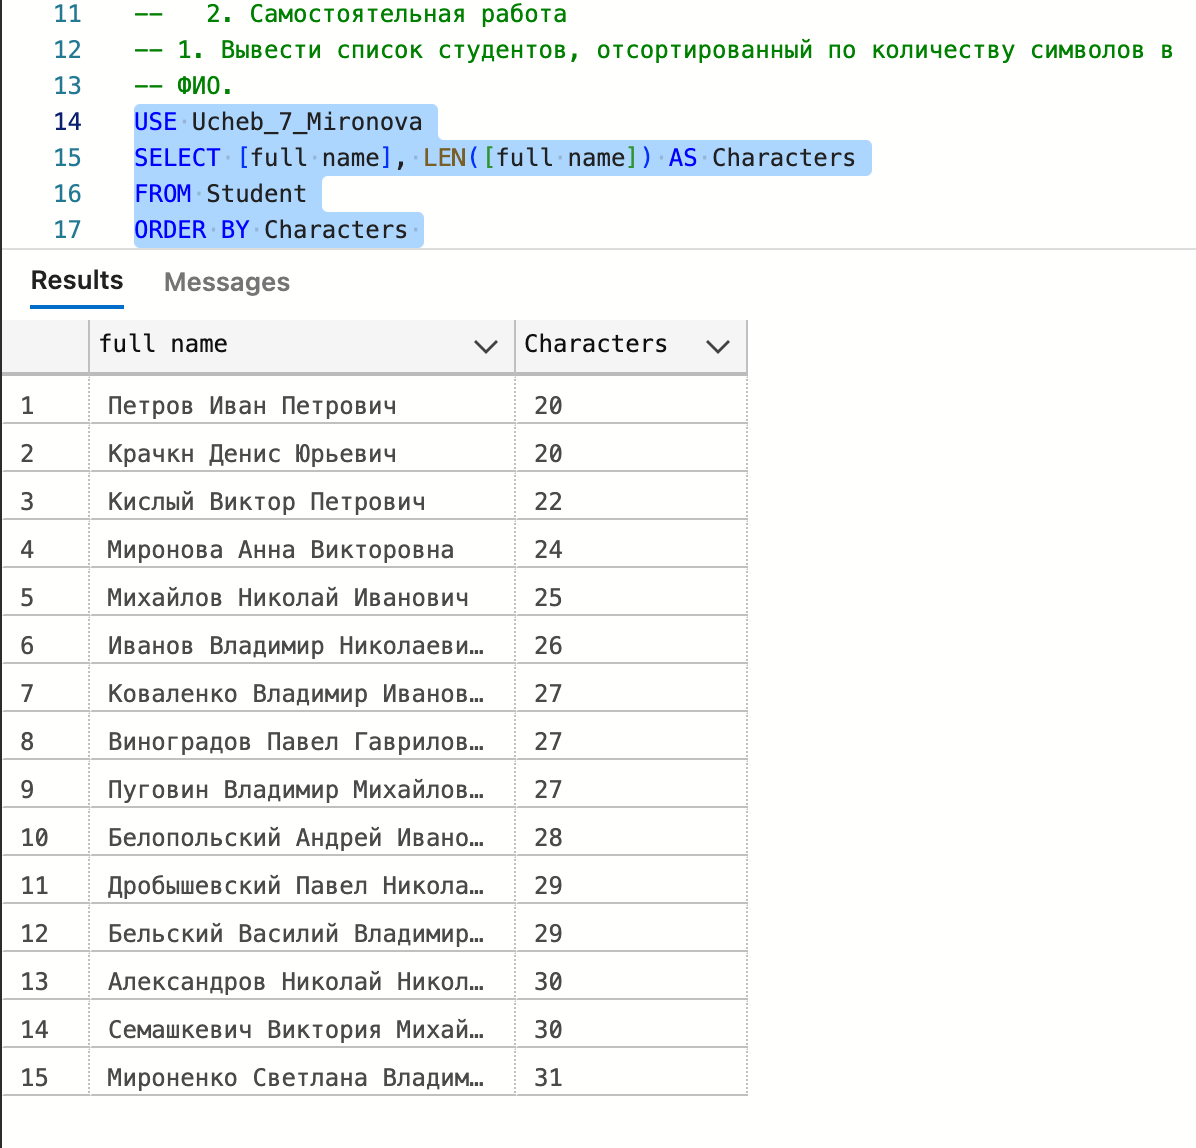 11 --   2. Самостоятельная работа
12 -- 1. Вывести список студентов, отсортированный по количеству символов в
13 -- ФИО.
14 USE Ucheb_7_Mironova
15 SELECT [full name], LEN([full name]) AS Characters
16 FROM Student
17 ORDER BY Characters
Results Messages
full name Characters
1 Петров Иван Петрович 20
2 Крачкн Денис Юрьевич 20
3 Кислый Виктор Петрович 22
4 Миронова Анна Викторовна 24
5 Михайлов Николай Иванович 25
6 Иванов Владимир Николаеви… 26
7 Коваленко Владимир Иванов… 27
8 Виноградов Павел Гаврилов… 27
9 Пуговин Владимир Михайлов… 27
10 Белопольский Андрей Ивано… 28
11 Дробышевский Павел Никола… 29
12 Бельский Василий Владимир… 29
13 Александров Николай Никол… 30
14 Семашкевич Виктория Михай… 30
15 Мироненко Светлана Владим… 31